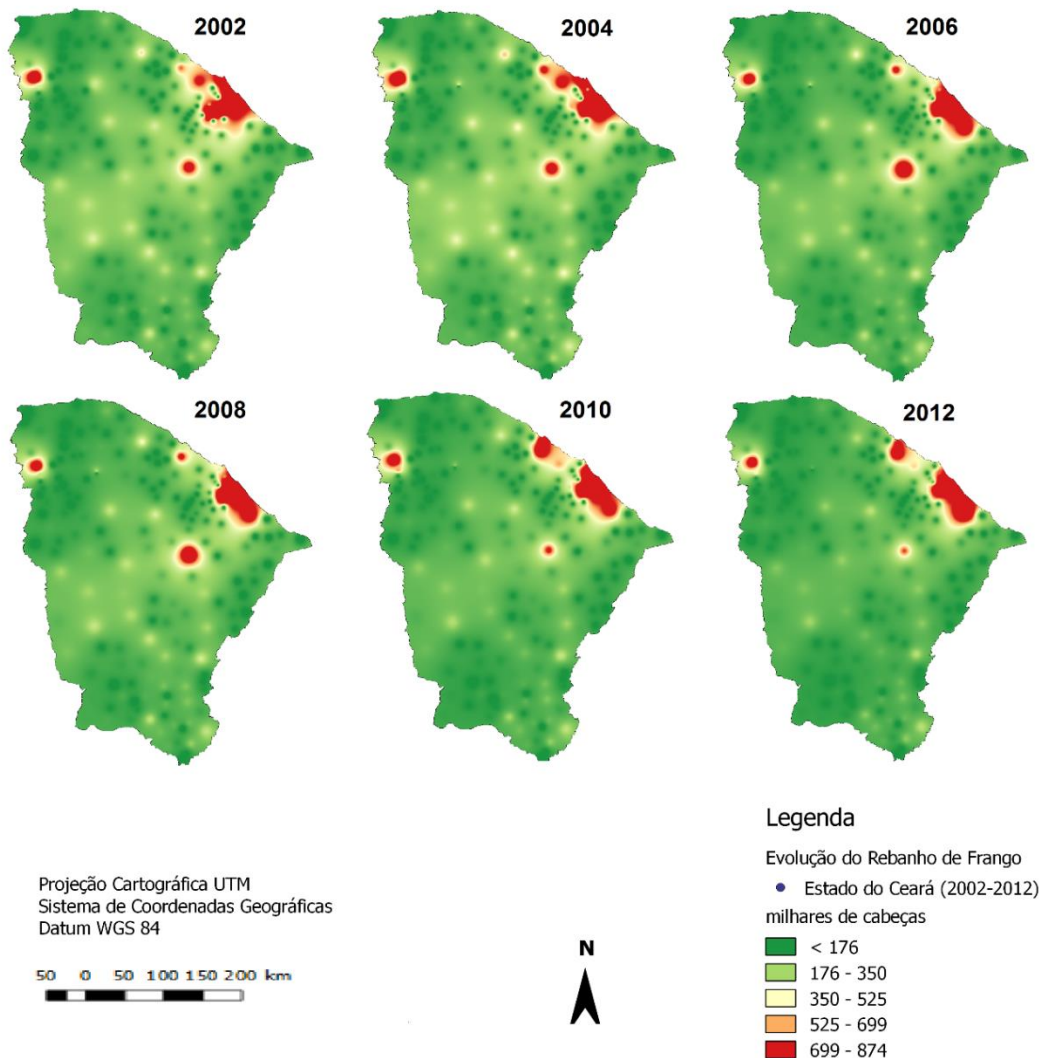 2002
2004
2006
2008
2010
2012
Projeção Cartográfica UTM
Sistema de Coordenadas Geográficas
Datum WGS 84
50 0 50 100 150 200 km
N
Legenda
Evolução do Rebanho de Frango
Estado do Ceará (2002-2012)
milhares de cabeças
< 176
176 - 350
350 - 525
525 - 699
699 - 874